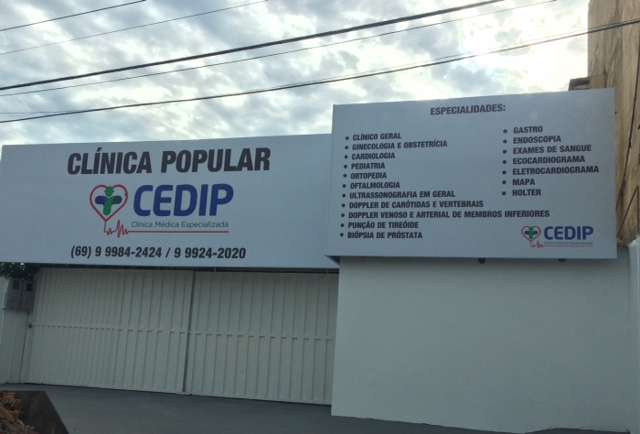 CLÍNICA POPULAR
CEDIP
Clínica Médica Especializada
(69) 9 9984-2424 / 9 9924-2020
ESPECIALIDADES:
• CLÍNICO GERAL
• GINECOLOGIA E OBSTETRÍCIA
• CARDIOLOGIA
• PEDIATRIA
• ORTOPEDIA
• OFTALMOLOGIA
• ULTRASSONOGRAFIA EM GERAL
• DOPPLER DE CARÓTIDAS E VERTEBRAIS
• DOPPLER VENOSO E ARTERIAL DE MEMBROS INFERIORES
• PUNÇÃO DE TIREÓIDE
• BIÓPSIA DE PRÓSTATA
• GASTRO
• ENDOSCOPIA
• EXAMES DE SANGUE
• ECOCARDIOGRAMA
• ELETROCARDIOGRAMA
• MAPA
• HOLTER
CEDIP